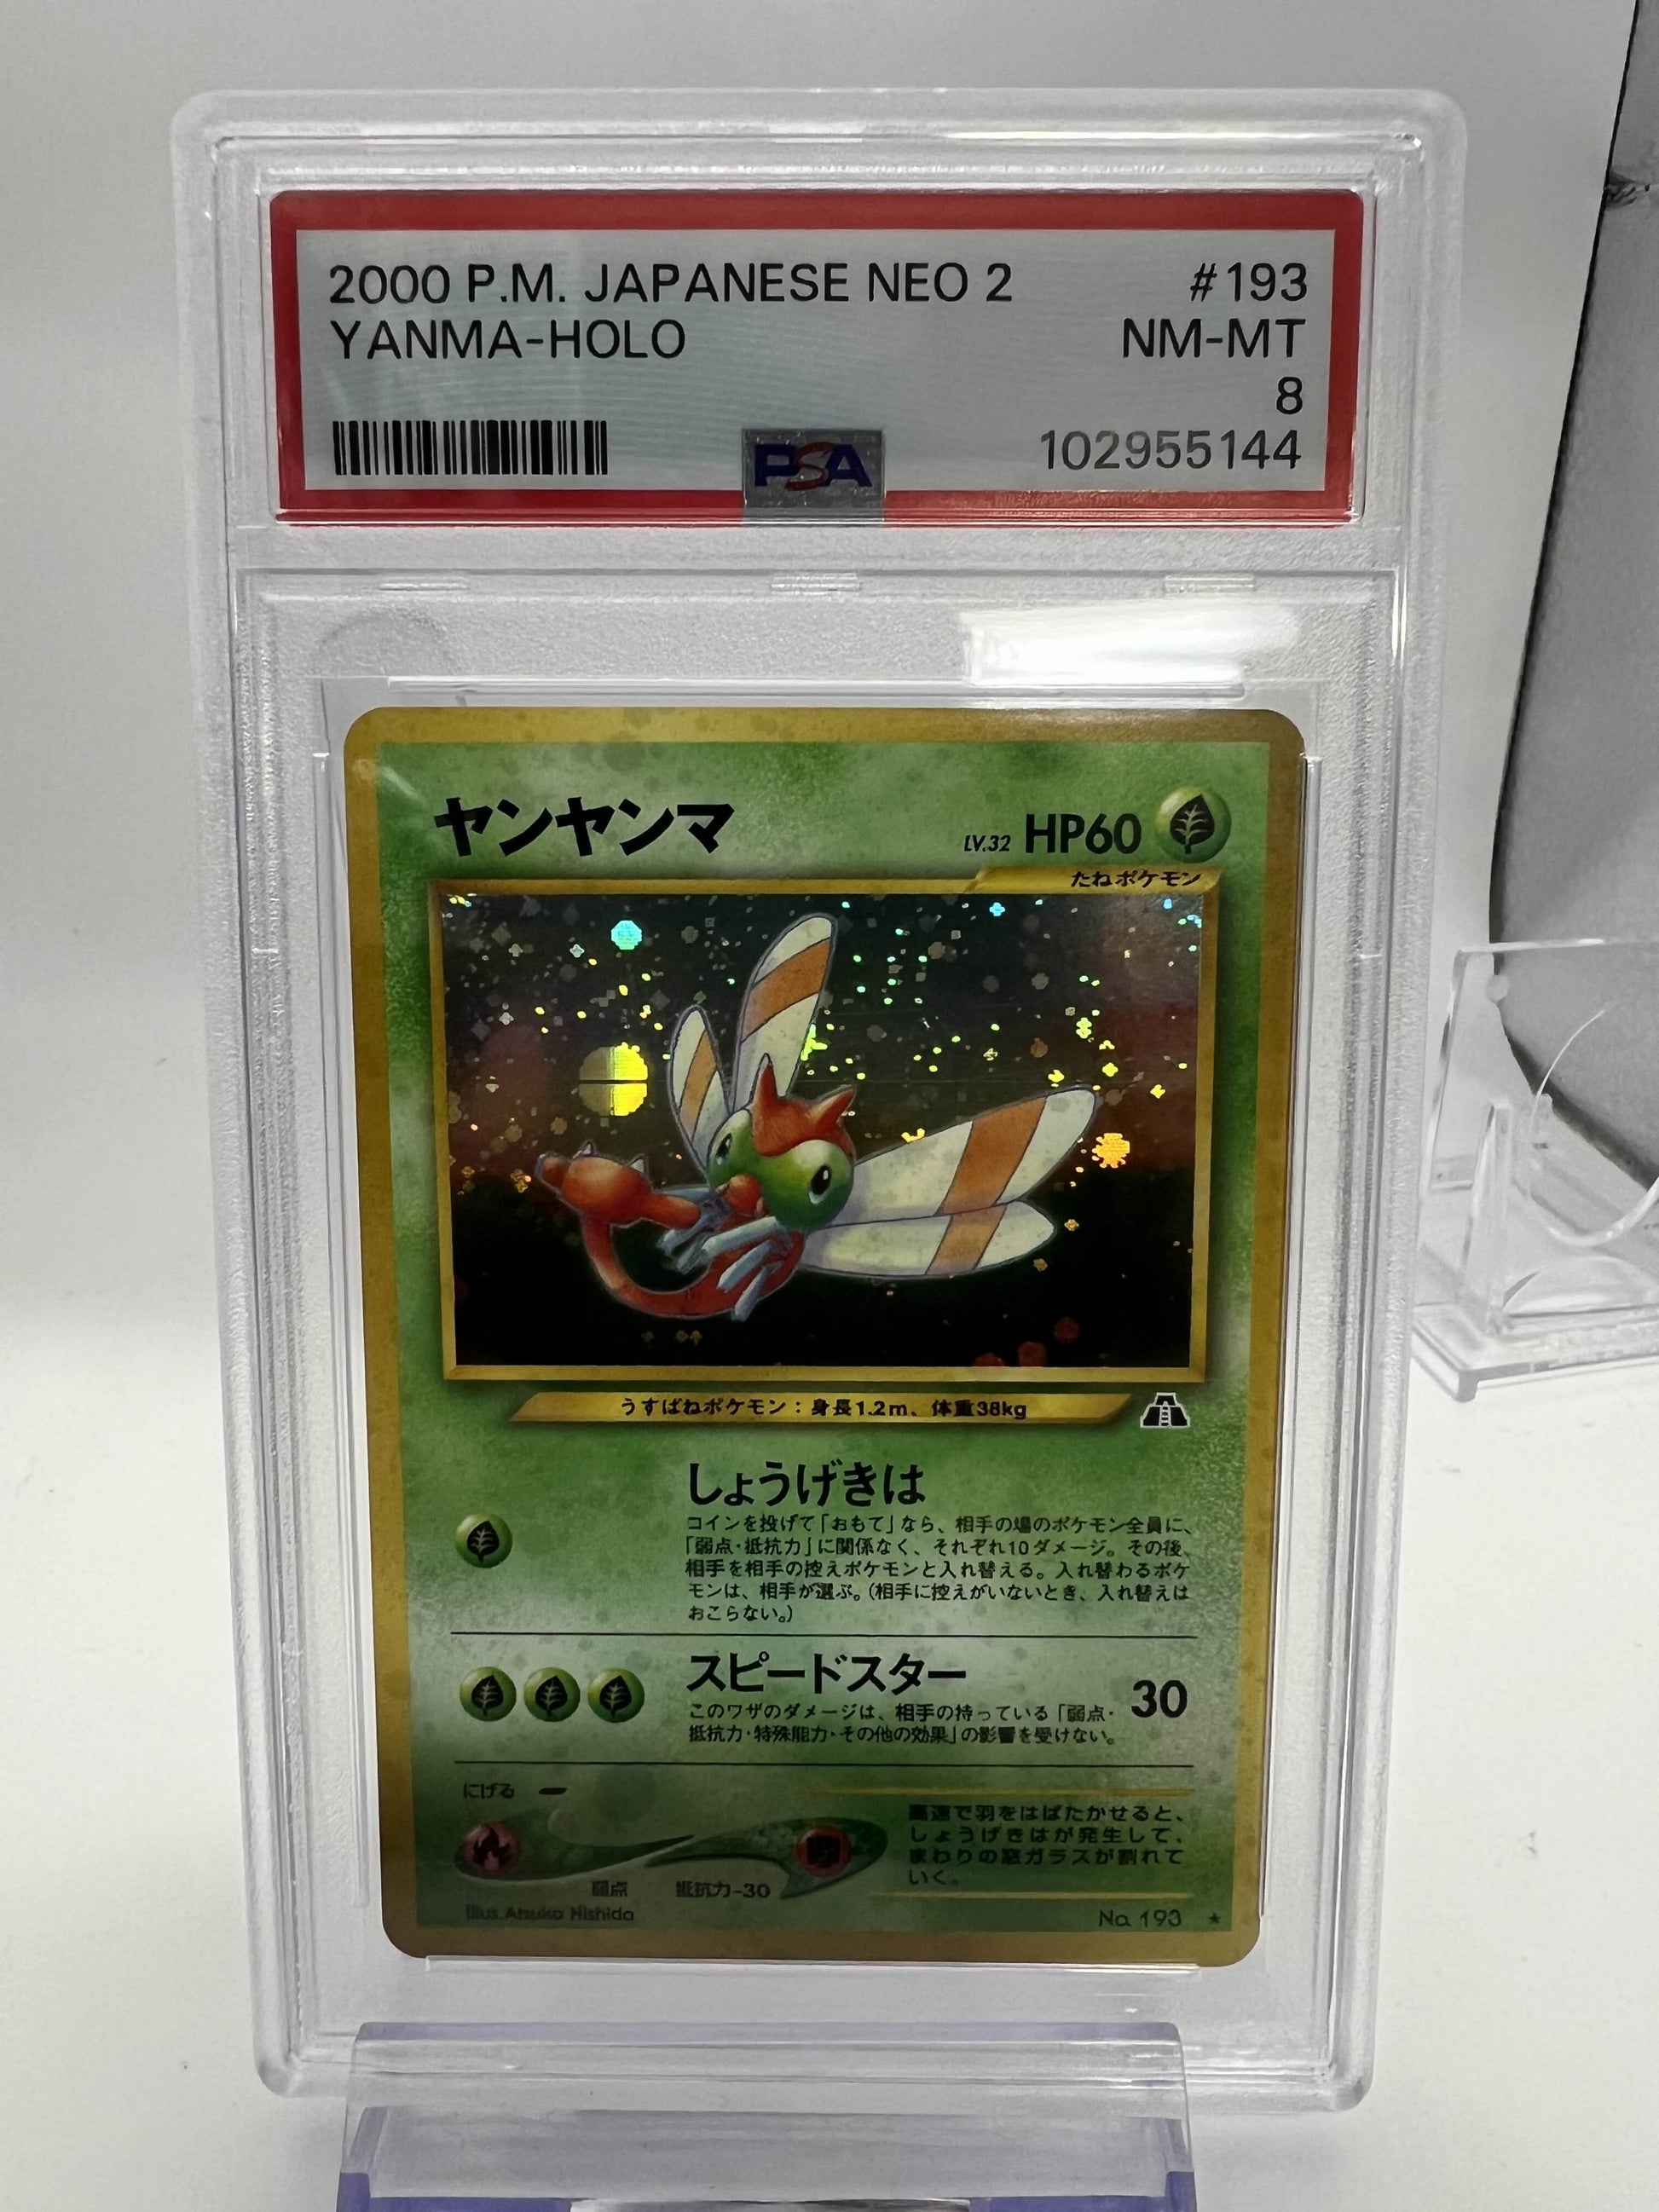 2000 P.M. JAPANESE NEO 2 #193
YANMA-HOLO NM-MT
8
PSA 102955144
ヤンヤンマ LV.32 HP60
たねポケモン
うすばねポケモン：身長1.2m、体重38kg
しょうげきは
コインを投げて「おもて」なら、相手の場のポケモン全員に、
「弱点・抵抗力」に関係なく、それぞれ10ダメージ。その後、
相手を相手の控えポケモンと入れ替える。入れ替わるポケ
モンは、相手が選ぶ。（相手に控えがいないとき、入れ替えは
おこらない。）
スピードスター 30
このワザのダメージは、相手の持っている「弱点・
抵抗力・特殊能力・その他の効果」の影響を受けない。
にげる
高速で羽をはばたかせると、
しょうげきはが発生して、
まわりの窓ガラスが割れて
いく。
弱点 抵抗力-30
Illus. Atsuko Nishida No. 193 ★